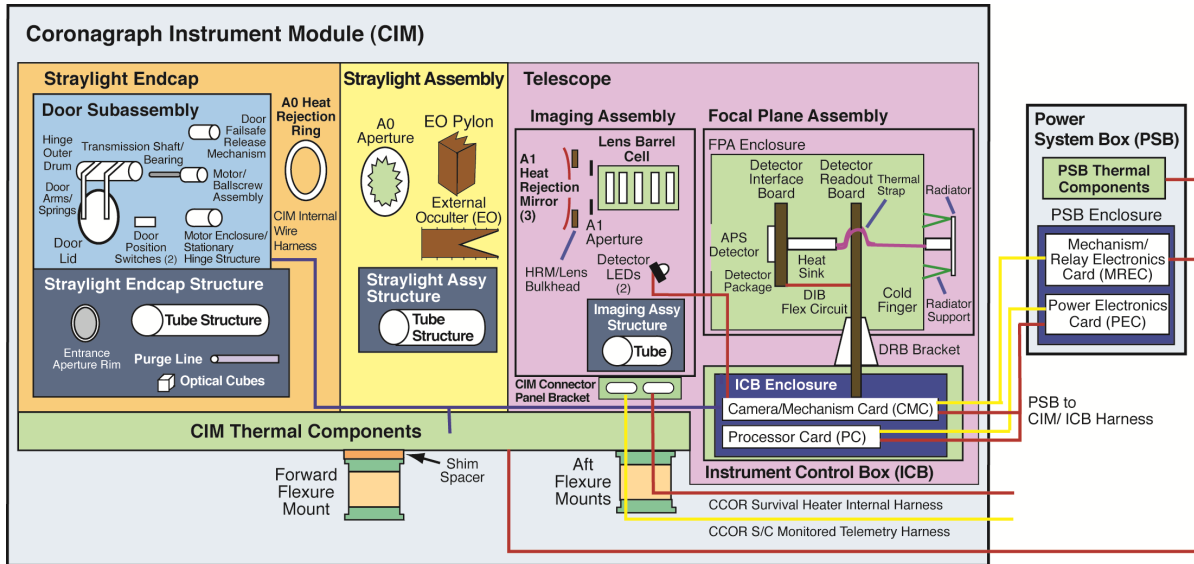 Coronagraph Instrument Module (CIM)
Straylight Endcap
Door Subassembly
Hinge
Outer
Drum
Transmission Shaft/
Bearing
Door
Failsafe
Release
Mechanism
Door
Arms/
Springs
Motor/
Ballscrew
Assembly
Door
Lid
Door
Position
Switches (2)
Motor Enclosure/
Stationary
Hinge Structure
A0 Heat
Rejection
Ring
CIM Internal
Wire
Harness
Straylight Endcap Structure
Tube Structure
Entrance
Aperture Rim
Purge Line
Optical Cubes
Straylight Assembly
A0
Aperture
EO Pylon
External
Occulter (EO)
Straylight Assy
Structure
Tube
Structure
Telescope
Imaging Assembly
A1
Heat
Rejection
Mirror
(3)
Lens Barrel
Cell
A1
Aperture
HRM/Lens
Bulkhead
Detector
LEDs
(2)
Imaging Assy
Structure
Tube
CIM Connector
Panel Bracket
Focal Plane Assembly
FPA Enclosure
Detector
Interface
Board
Detector
Readout
Board
Thermal
Strap
Radiator
APS
Detector
Detector
Package
Heat
Sink
DIB
Flex Circuit
Cold
Finger
Radiator
Support
DRB Bracket
ICB Enclosure
Camera/Mechanism Card (CMC)
Processor Card (PC)
Instrument Control Box (ICB)
CIM Thermal Components
Forward
Flexure
Mount
Shim
Spacer
Aft
Flexure
Mounts
CCOR Survival Heater Internal Harness
CCOR S/C Monitored Telemetry Harness
Power
System Box (PSB)
PSB Thermal
Components
PSB Enclosure
Mechanism/
Relay Electronics
Card (MREC)
Power Electronics
Card (PEC)
PSB to
CIM/ ICB Harness